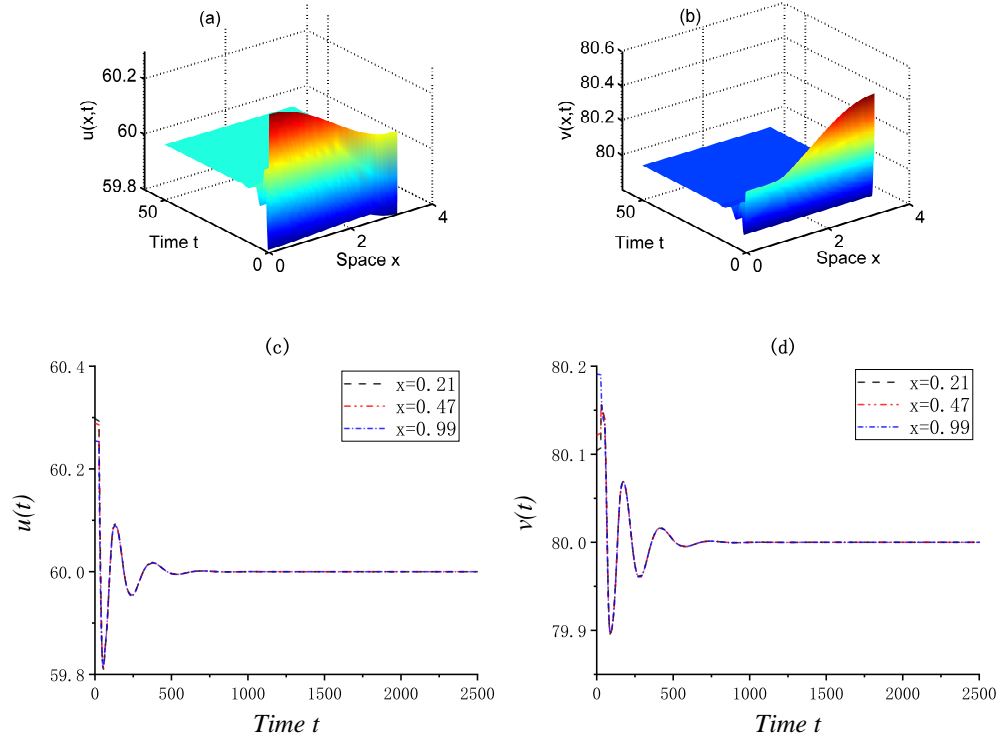 (a)
60.2
60
59.8
u(x,t)
50
0
Time t
0
2
4
Space x
(b)
80.6
80.4
80.2
80
v(x,t)
50
0
Time t
0
2
4
Space x
(c)
60.4
60.2
60.0
59.8
u(t)
x=0.21
x=0.47
x=0.99
0
500
1000
1500
2000
2500
Time t
(d)
80.2
80.1
80.0
79.9
v(t)
x=0.21
x=0.47
x=0.99
0
500
1000
1500
2000
2500
Time t